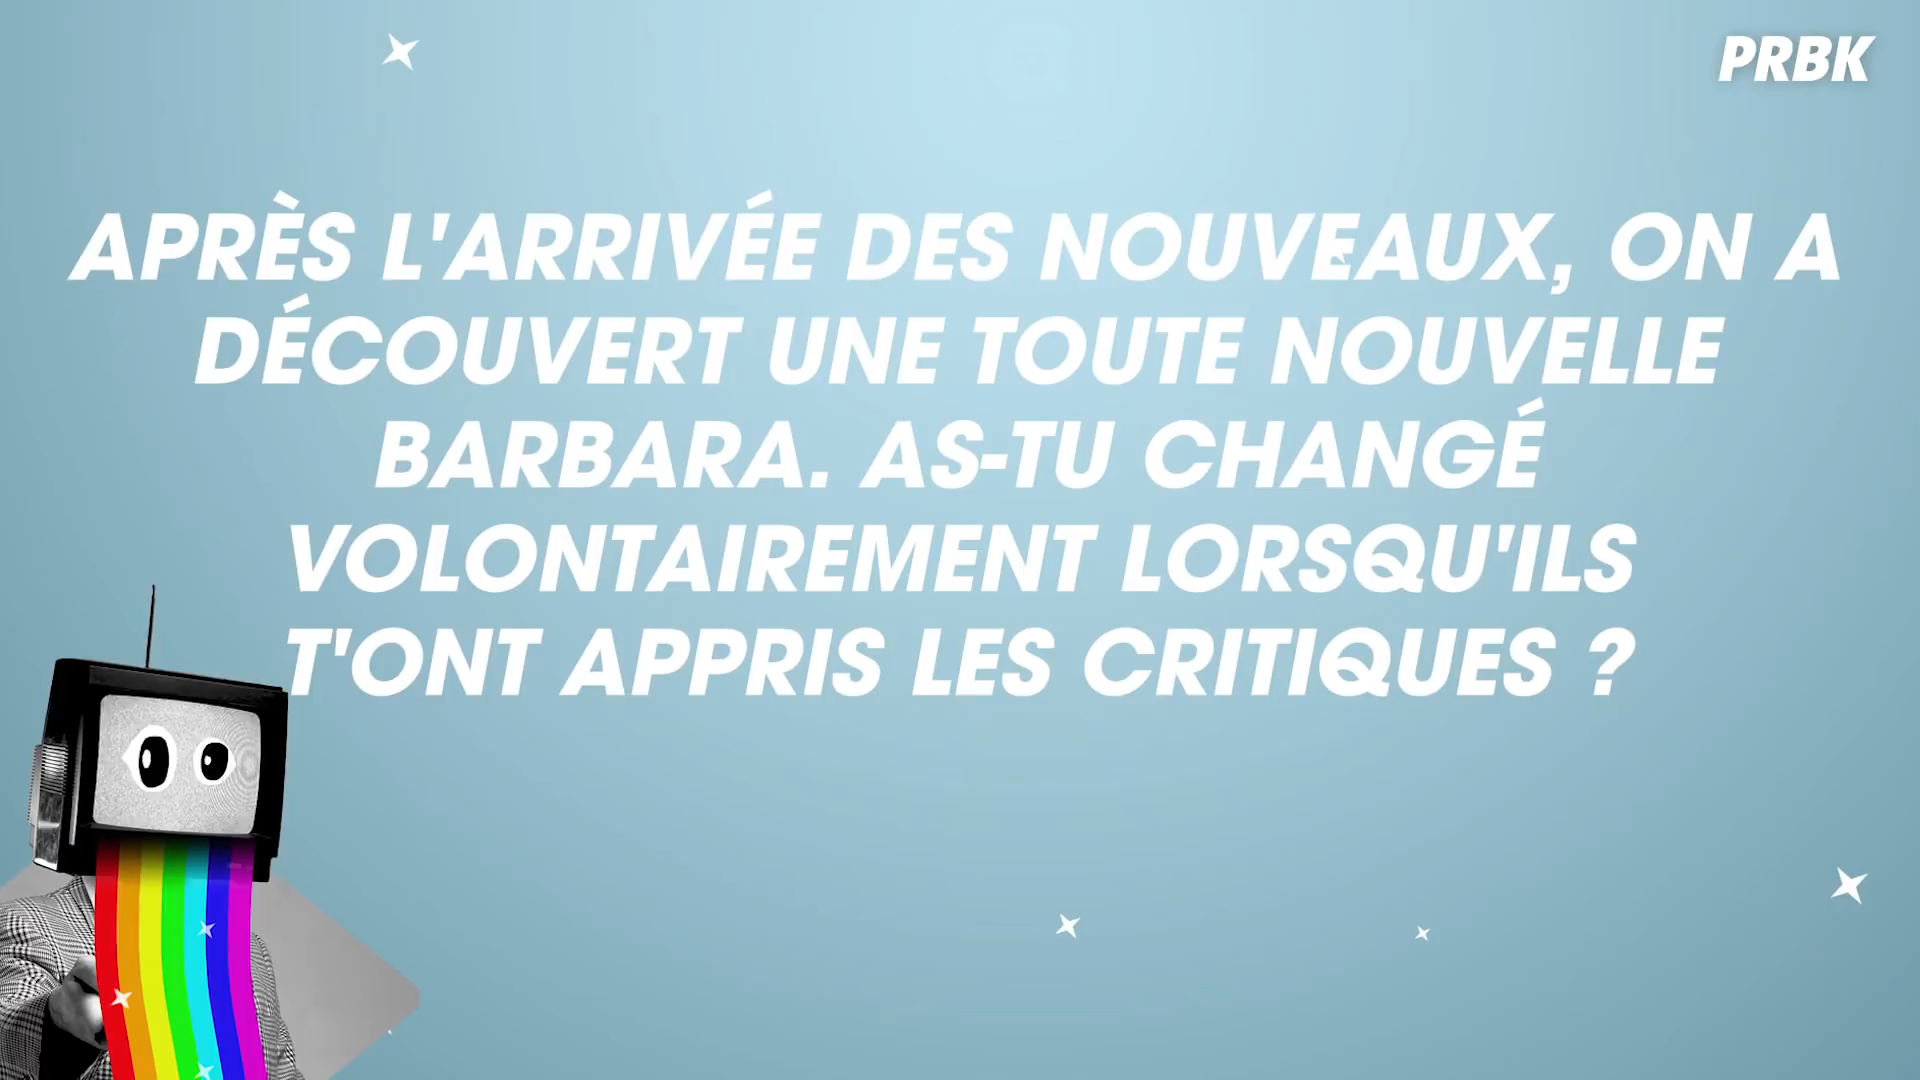 PRBK
APRÈS L'ARRIVÉE DES NOUVEAUX, ON A
DÉCOUVERT UNE TOUTE NOUVELLE
BARBARA. AS-TU CHANGÉ
VOLONTAIREMENT LORSQU'ILS
T'ONT APPRIS LES CRITIQUES ?